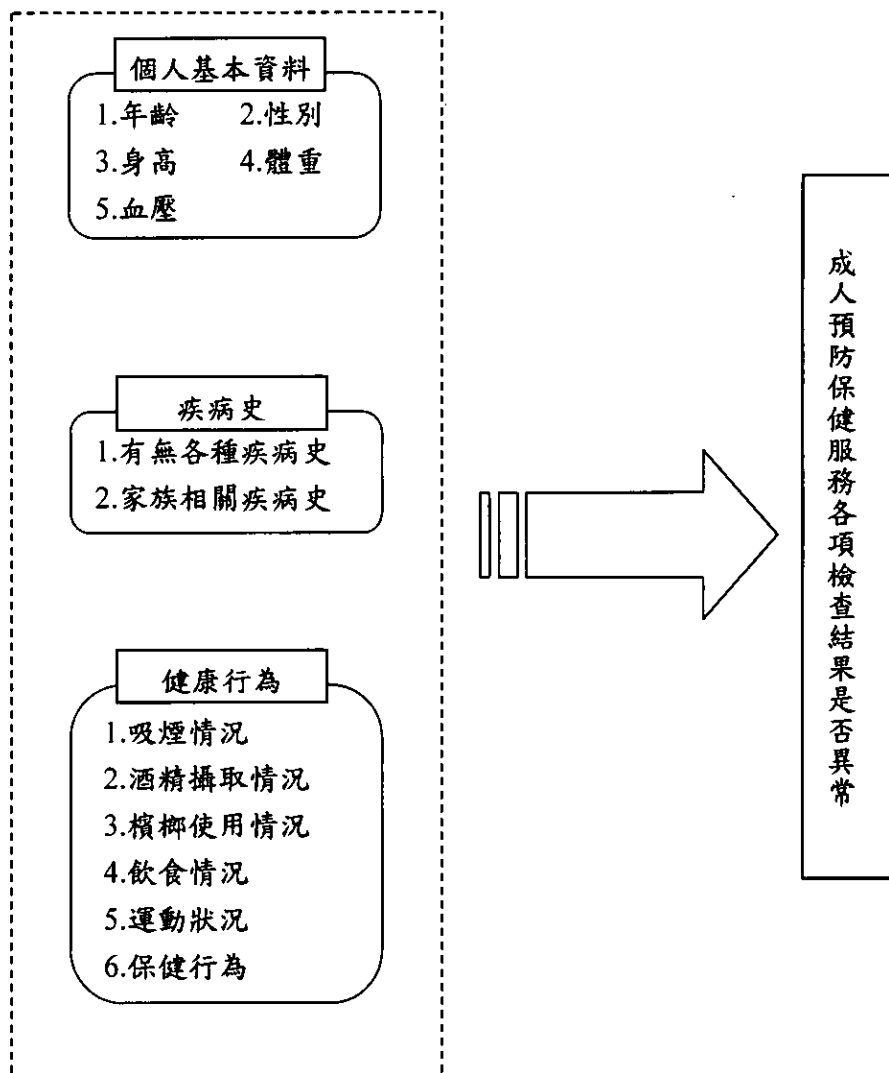 個人基本資料
1.年齡 2.性別
3.身高 4.體重
5.血壓
疾病史
1.有無各種疾病史
2.家族相關疾病史
健康行為
1.吸煙情況
2.酒精攝取情況
3.檳榔使用情況
4.飲食情況
5.運動狀況
6.保健行為
成人預防保健服務各項檢查結果是否異常